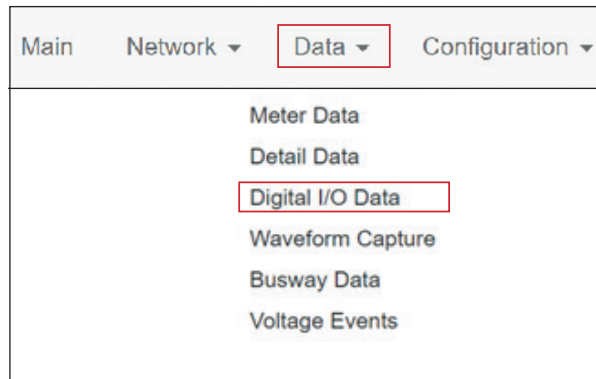 Main Network Data Configuration
Meter Data
Detail Data
Digital I/O Data
Waveform Capture
Busway Data
Voltage Events